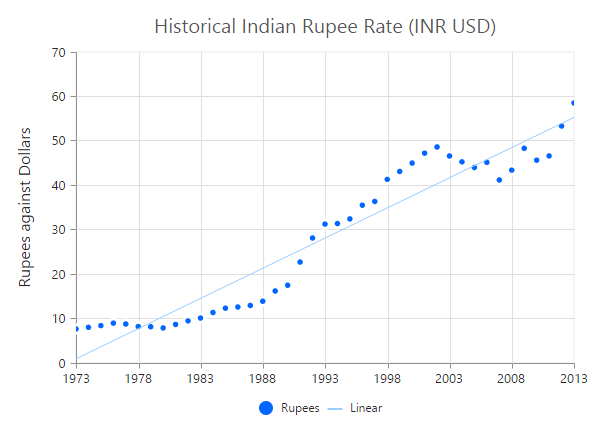 Historical Indian Rupee Rate (INR USD)
Rupees against Dollars
70
60
50
40
30
20
10
0
1973 1978 1983 1988 1993 1998 2003 2008 2013
Rupees Linear